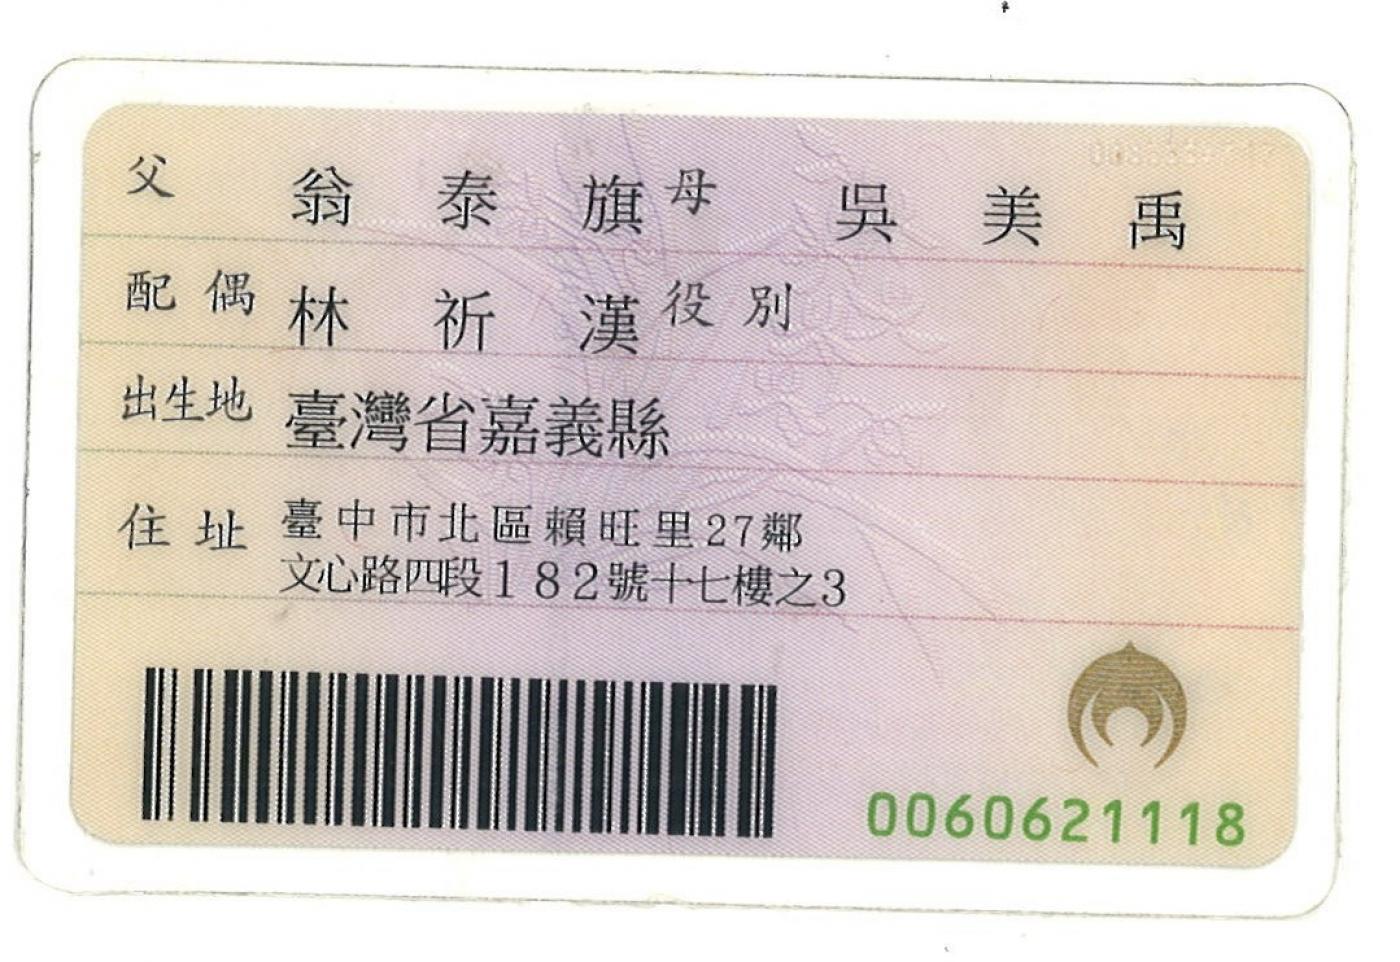 父 翁泰旗 母 吳美禹
配偶 林祈漢 役別
出生地 臺灣省嘉義縣
住址 臺中市北區賴旺里27鄰
文心路四段182號十七樓之3
0060621118